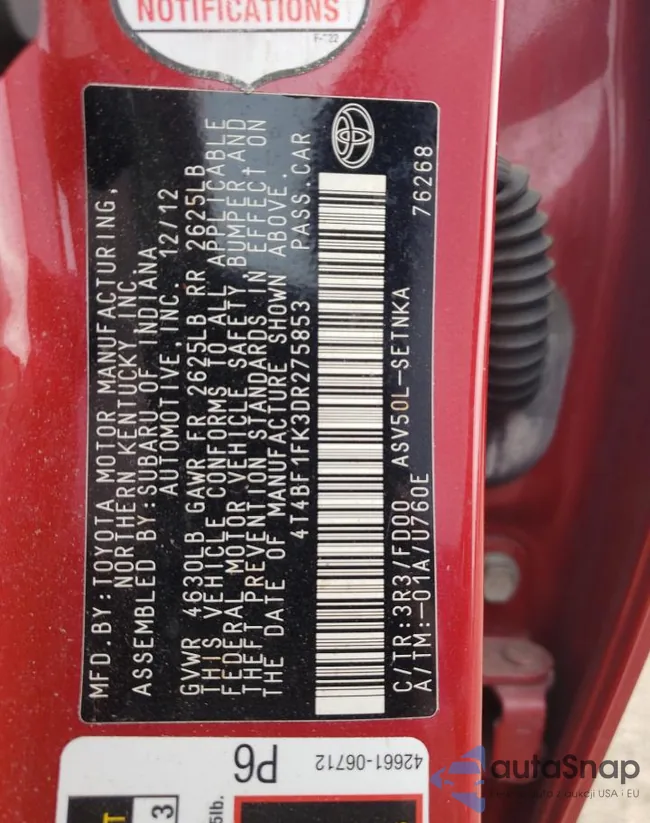 NOTIFICATIONS
MFD. BY: TOYOTA MOTOR MANUFACTURING,
NORTHERN KENTUCKY INC.
ASSEMBLED BY: SUBARU OF INDIANA
AUTOMOTIVE, INC. 12/12
GVWR 4630LB GAWR FR 2625LB RR 2625LB
THIS VEHICLE CONFORMS TO ALL APPLICABLE
FEDERAL MOTOR VEHICLE SAFETY, BUMPER AND
THEFT PREVENTION STANDARDS IN EFFECT ON
THE DATE OF MANUFACTURE SHOWN ABOVE.
4T4BF1FK3DR275853 PASS. CAR
C/TR: 3R3/FD00 ASV50L-SETNKA
A/TM:-01A/U760E 76268
42661-06712
P6
3
5lb.
autaSnap